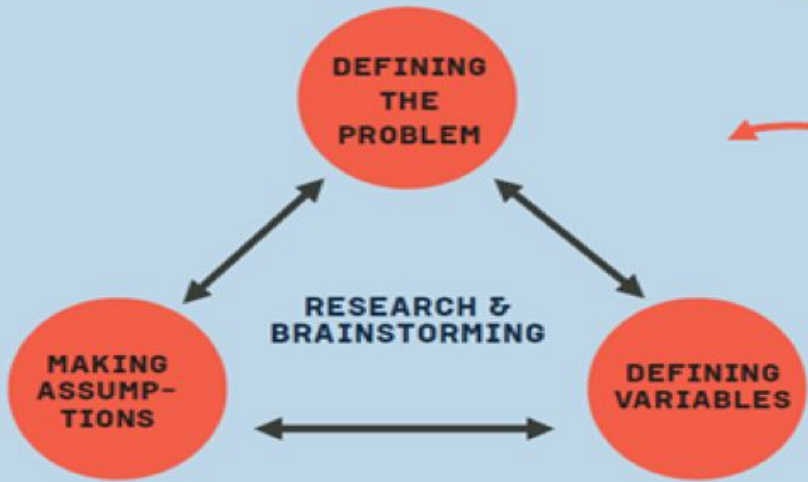 DEFINING
THE
PROBLEM
RESEARCH &
BRAINSTORMING
MAKING
ASSUMP-
TIONS
DEFINING
VARIABLES